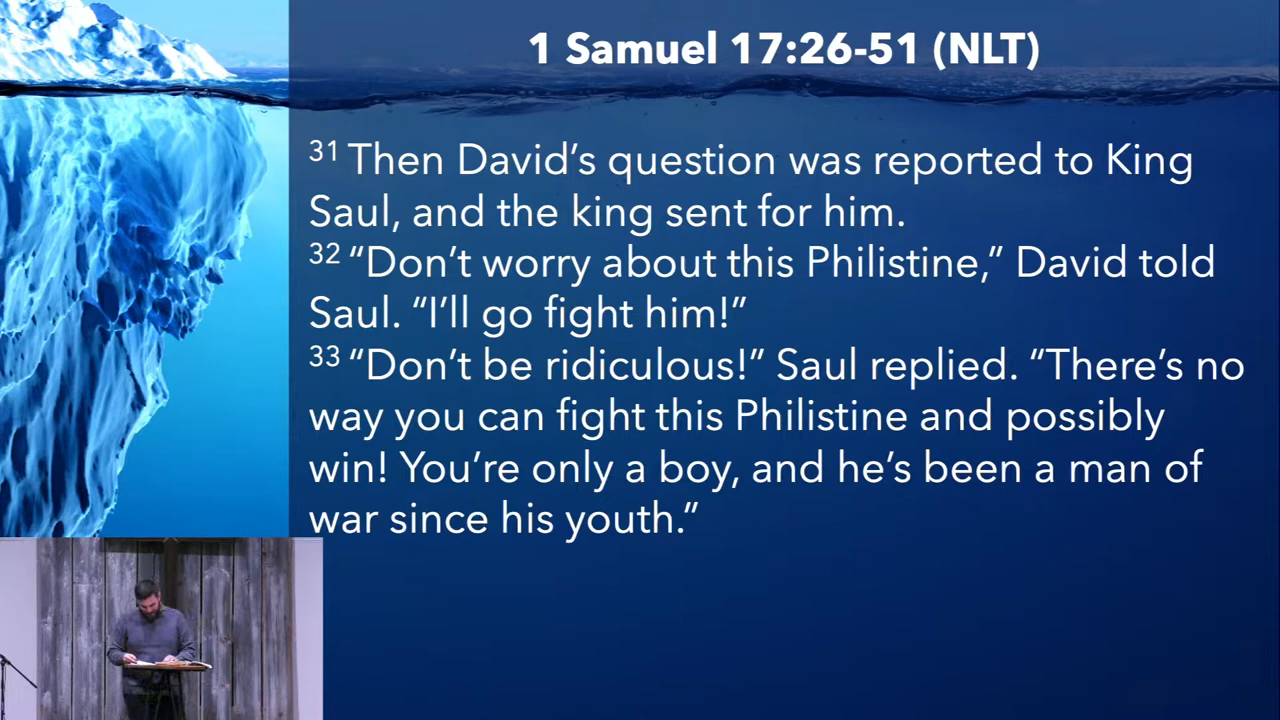 1 Samuel 17:26-51 (NLT)
31 Then David’s question was reported to King
Saul, and the king sent for him.
32 “Don’t worry about this Philistine,” David told
Saul. “I’ll go fight him!”
33 “Don’t be ridiculous!” Saul replied. “There’s no
way you can fight this Philistine and possibly
win! You’re only a boy, and he’s been a man of
war since his youth.”